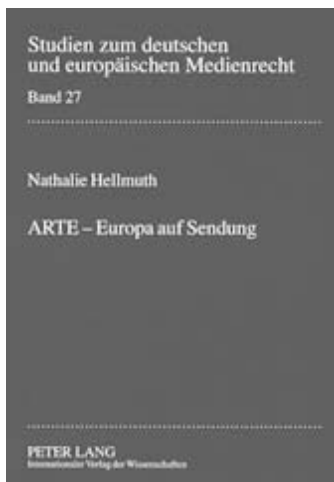 Studien zum deutschen
und europäischen Medienrecht
Band 27
Nathalie Hellmuth
ARTE – Europa auf Sendung
PETER LANG
Internationaler Verlag der Wissenschaften